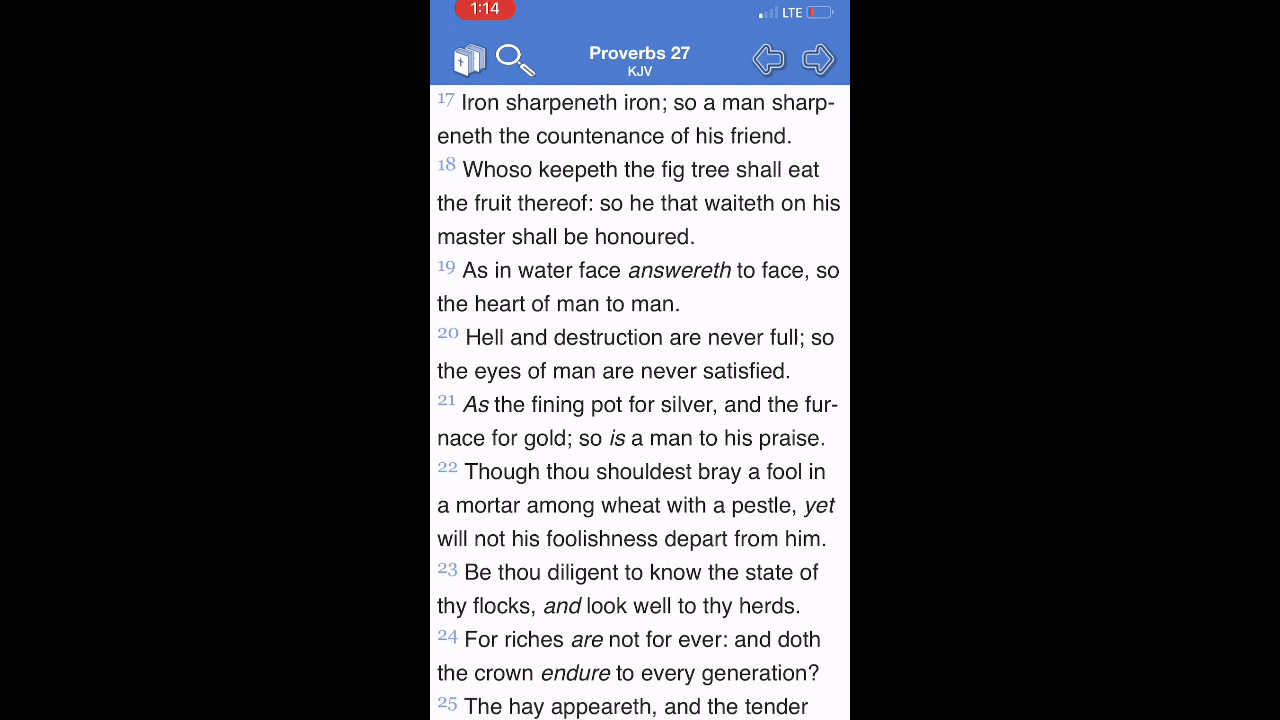 1:14
LTE
Proverbs 27
KJV
17 Iron sharpeneth iron; so a man sharp-
eneth the countenance of his friend.
18 Whoso keepeth the fig tree shall eat
the fruit thereof: so he that waiteth on his
master shall be honoured.
19 As in water face answereth to face, so
the heart of man to man.
20 Hell and destruction are never full; so
the eyes of man are never satisfied.
21 As the fining pot for silver, and the fur-
nace for gold; so is a man to his praise.
22 Though thou shouldest bray a fool in
a mortar among wheat with a pestle, yet
will not his foolishness depart from him.
23 Be thou diligent to know the state of
thy flocks, and look well to thy herds.
24 For riches are not for ever: and doth
the crown endure to every generation?
25 The hay appeareth, and the tender